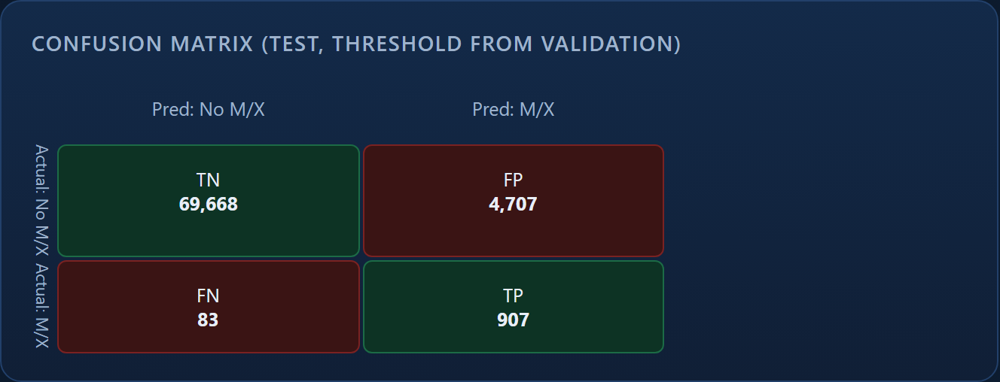 CONFUSION MATRIX (TEST, THRESHOLD FROM VALIDATION)
Pred: No M/X
Pred: M/X
Actual: No M/X
TN
69,668
FP
4,707
Actual: M/X
FN
83
TP
907